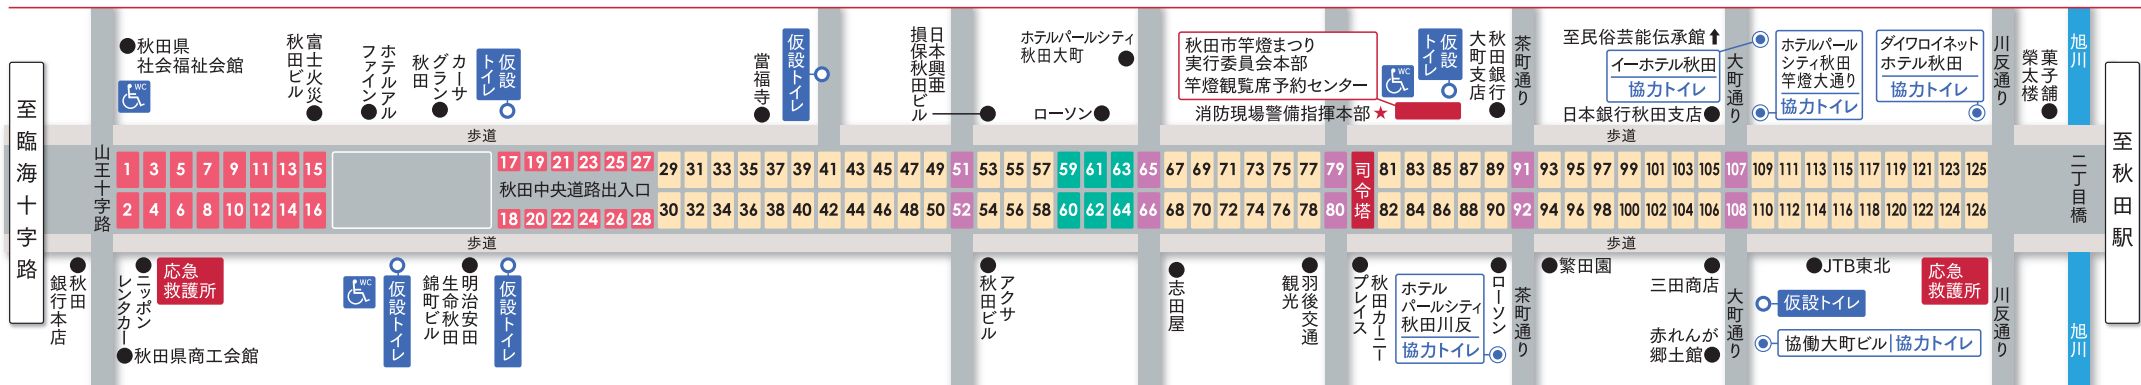 至臨海十字路
秋田県
社会福祉会館
WC
富士火災
秋田ビル
ホテルアル
ファイン
カーサ
グラン
秋田
仮設
トイレ
當福寺
仮設トイレ
日本興亜
損保秋田ビル
ホテルパールシティ
秋田大町
ローソン
秋田市竿燈まつり
実行委員会本部
竿燈観覧席予約センター
消防現場警備指揮本部★
WC
仮設
トイレ
秋田銀行
大町支店
茶町通り
至民俗芸能伝承館⬆
イーホテル秋田
協力トイレ
日本銀行秋田支店
大町通り
ホテルパール
シティ秋田
竿燈大通り
協力トイレ
ダイワロイネット
ホテル秋田
協力トイレ
川反通り
菓子舗
榮太楼
旭川
至秋田駅
歩道
歩道
山王十字路
1 3 5 7 9 11 13 15
2 4 6 8 10 12 14 16
17 19 21 23 25 27
秋田中央道路出入口
18 20 22 24 26 28
29 31 33 35 37 39 41 43 45 47 49 51 53 55 57 59 61 63 65 67 69 71 73 75 77 79
30 32 34 36 38 40 42 44 46 48 50 52 54 56 58 60 62 64 66 68 70 72 74 76 78 80
司令塔
81 83 85 87 89 91 93 95 97 99 101 103 105 107 109 111 113 115 117 119 121 123 125
82 84 86 88 90 92 94 96 98 100 102 104 106 108 110 112 114 116 118 120 122 124 126
二丁目橋
歩道
歩道
秋田
銀行本店
ニッポン
レンタカー
応急
救護所
秋田県商工会館
WC
仮設トイレ
明治安田
生命秋田
錦町ビル
仮設トイレ
アクサ
秋田ビル
志田屋
羽後交通
観光
秋田カーニー
プレイス
ホテル
パールシティ
秋田川反
協力トイレ
ローソン
茶町通り
繁田園
三田商店
赤れんが
郷土館
大町通り
JTB東北
仮設トイレ
協働大町ビル|協力トイレ
応急
救護所
川反通り
旭川